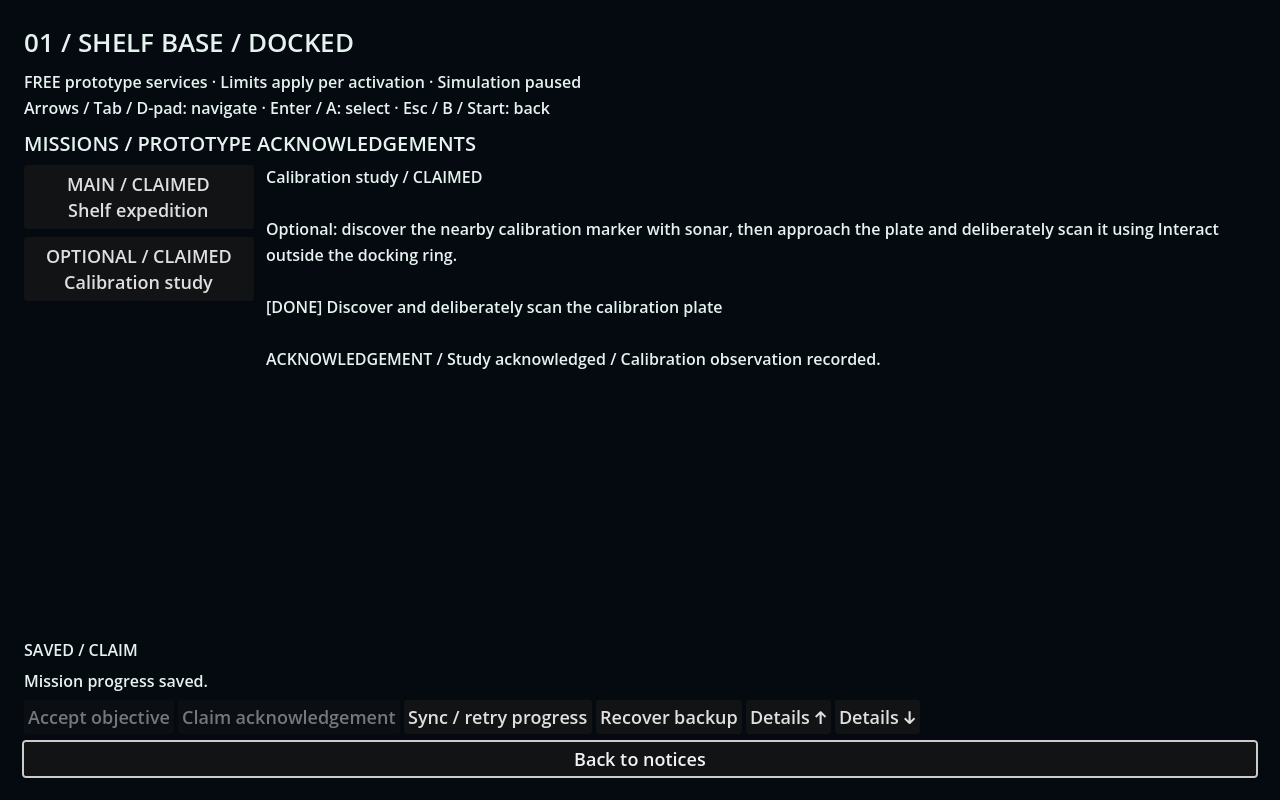 01 / SHELF BASE / DOCKED
FREE prototype services · Limits apply per activation · Simulation paused
Arrows / Tab / D-pad: navigate · Enter / A: select · Esc / B / Start: back
MISSIONS / PROTOTYPE ACKNOWLEDGEMENTS
MAIN / CLAIMED
Shelf expedition
OPTIONAL / CLAIMED
Calibration study
Calibration study / CLAIMED
Optional: discover the nearby calibration marker with sonar, then approach the plate and deliberately scan it using Interact
outside the docking ring.
[DONE] Discover and deliberately scan the calibration plate
ACKNOWLEDGEMENT / Study acknowledged / Calibration observation recorded.
SAVED / CLAIM
Mission progress saved.
Accept objective Claim acknowledgement Sync / retry progress Recover backup Details ↑ Details ↓
Back to notices